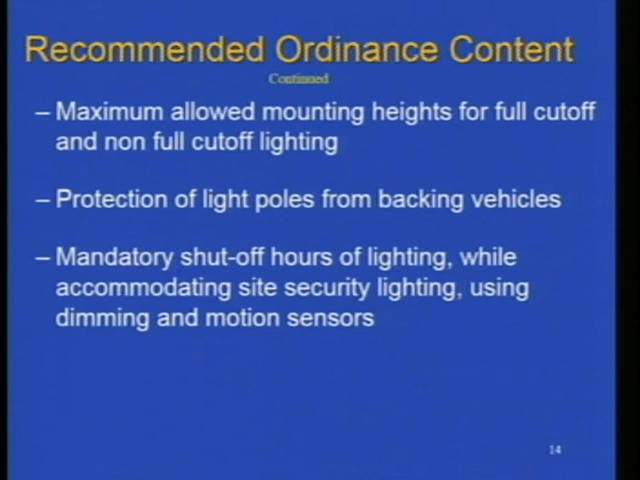 Recommended Ordinance Content
Continued
– Maximum allowed mounting heights for full cutoff
and non full cutoff lighting
– Protection of light poles from backing vehicles
– Mandatory shut-off hours of lighting, while
accommodating site security lighting, using
dimming and motion sensors
14